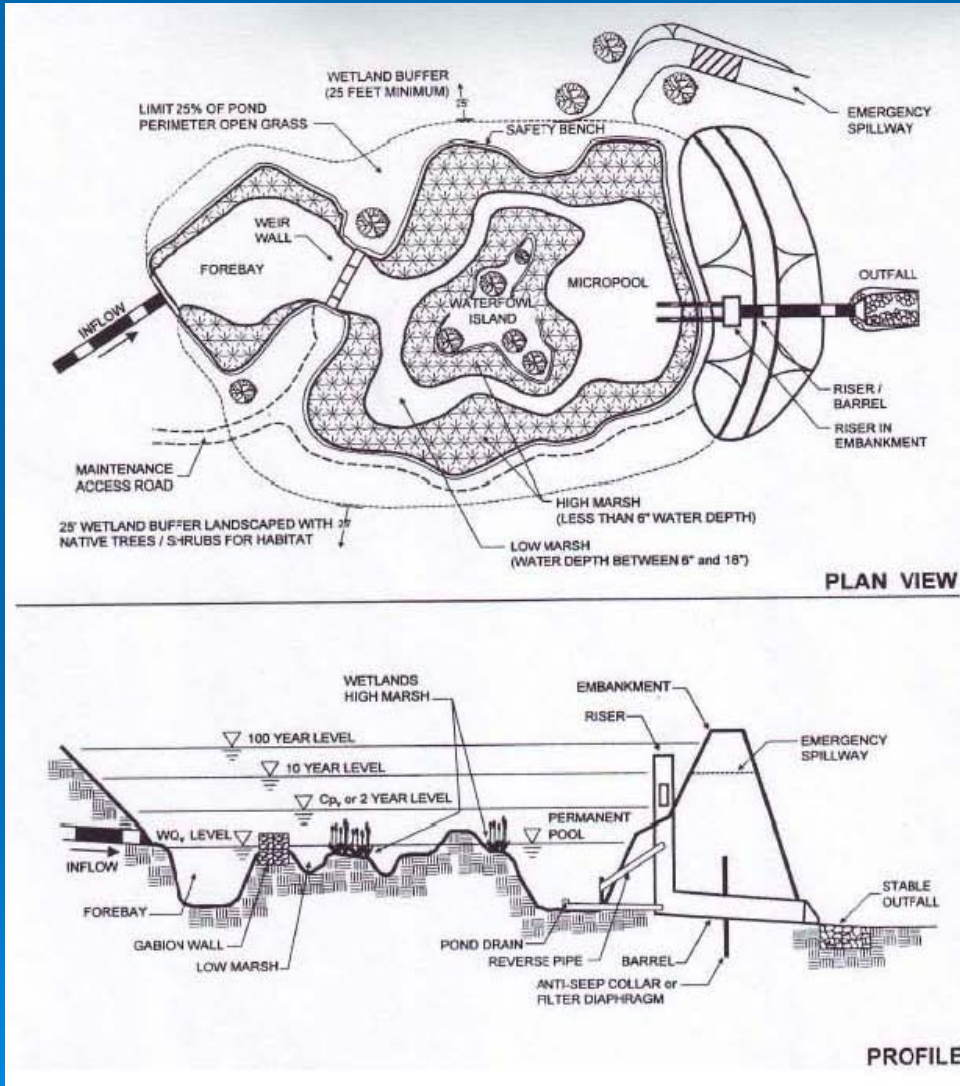 WETLAND BUFFER
(25 FEET MINIMUM)
25'
LIMIT 25% OF POND
PERIMETER OPEN GRASS
SAFETY BENCH
EMERGENCY
SPILLWAY
WEIR
WALL
FOREBAY
MICROPOOL
OUTFALL
WATERFOWL
ISLAND
INFLOW
RISER /
BARREL
RISER IN
EMBANKMENT
MAINTENANCE
ACCESS ROAD
HIGH MARSH
(LESS THAN 6" WATER DEPTH)
25' WETLAND BUFFER LANDSCAPED WITH
NATIVE TREES / SHRUBS FOR HABITAT
25'
LOW MARSH
(WATER DEPTH BETWEEN 6" and 18")
PLAN VIEW
WETLANDS
HIGH MARSH
EMBANKMENT
RISER
100 YEAR LEVEL
EMERGENCY
SPILLWAY
10 YEAR LEVEL
Cpv or 2 YEAR LEVEL
PERMANENT
POOL
WQv LEVEL
INFLOW
STABLE
OUTFALL
FOREBAY
GABION WALL
POND DRAIN
REVERSE PIPE
BARREL
LOW MARSH
ANTI-SEEP COLLAR or
FILTER DIAPHRAGM
PROFILE